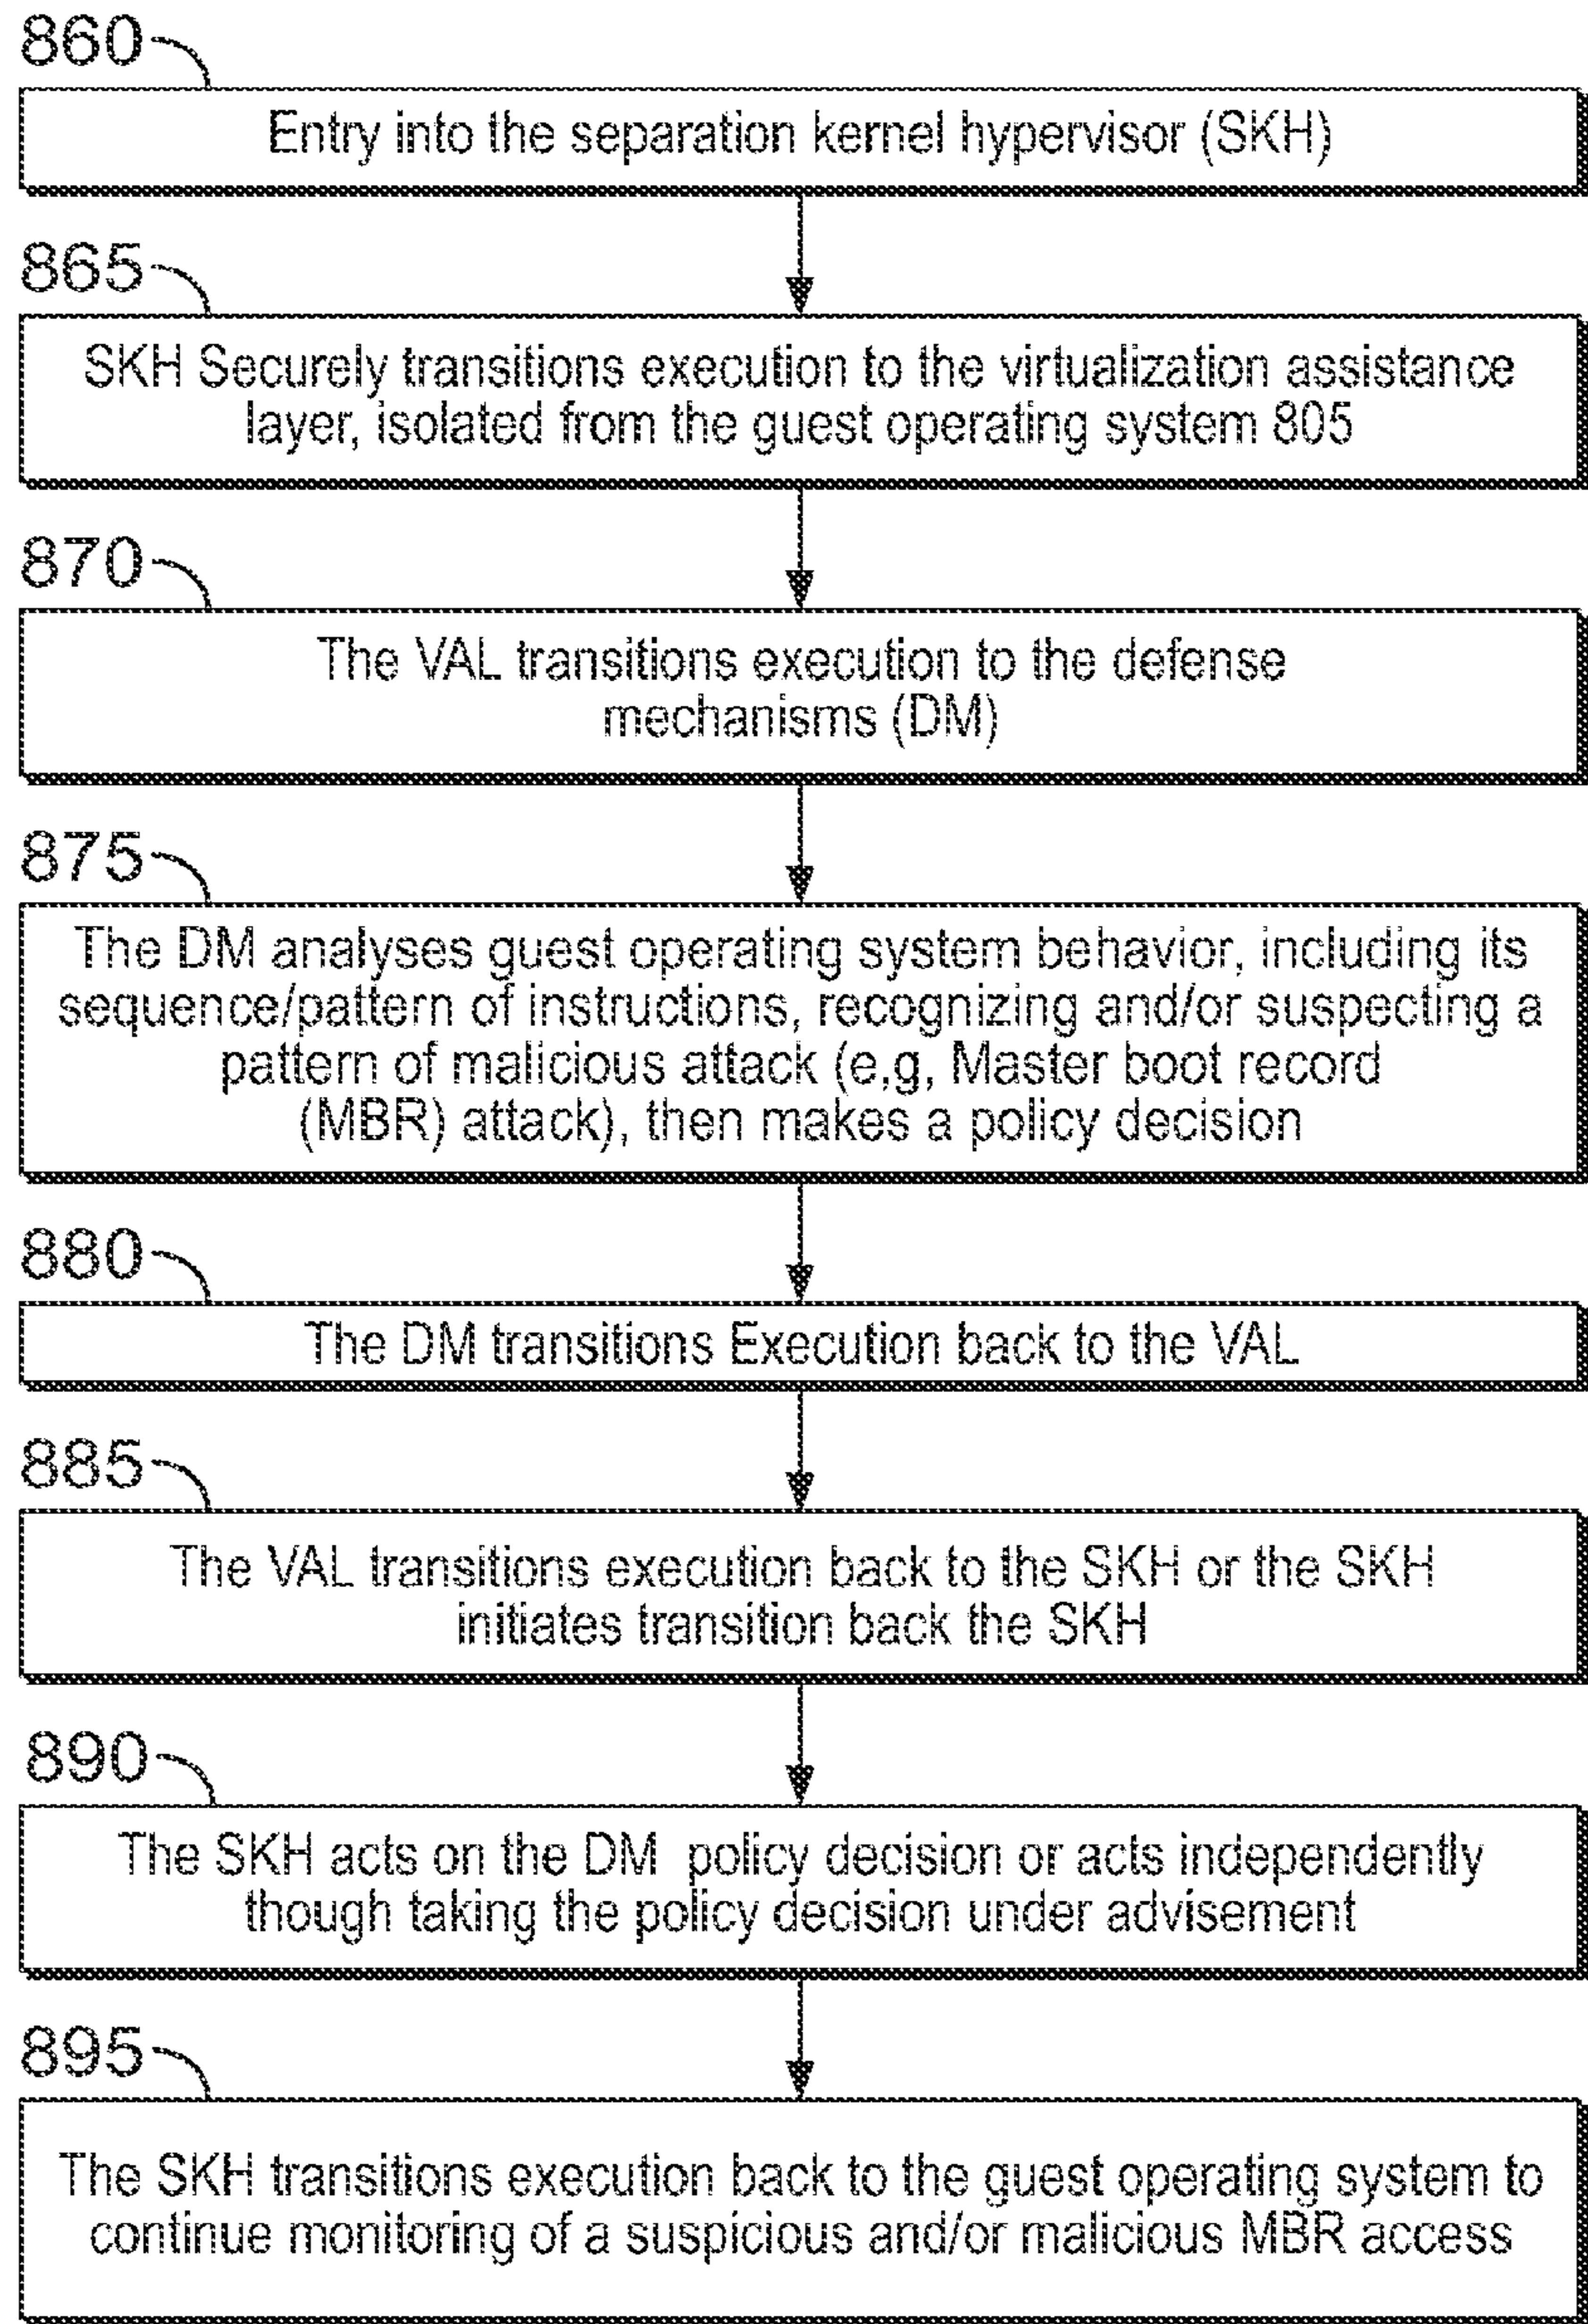 860
Entry into the separation kernel hypervisor (SKH)
865
SKH Securely transitions execution to the virtualization assistance
layer, isolated from the guest operating system 805
870
The VAL transitions execution to the defense
mechanisms (DM)
875
The DM analyses guest operating system behavior, including its
sequence/pattern of instructions, recognizing and/or suspecting a
pattern of malicious attack (e,g, Master boot record
(MBR) attack), then makes a policy decision
880
The DM transitions Execution back to the VAL
885
The VAL transitions execution back to the SKH or the SKH
initiates transition back the SKH
890
The SKH acts on the DM policy decision or acts independently
though taking the policy decision under advisement
895
The SKH transitions execution back to the guest operating system to
continue monitoring of a suspicious and/or malicious MBR access